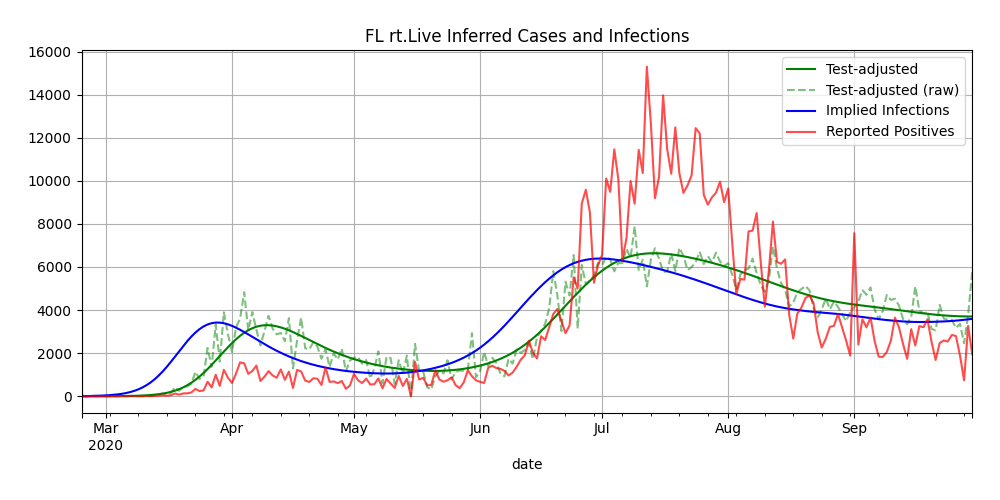 FL rt.Live Inferred Cases and Infections
16000
14000
12000
10000
8000
6000
4000
2000
0
Test-adjusted
Test-adjusted (raw)
Implied Infections
Reported Positives
Mar Apr May Jun Jul Aug Sep
2020
date